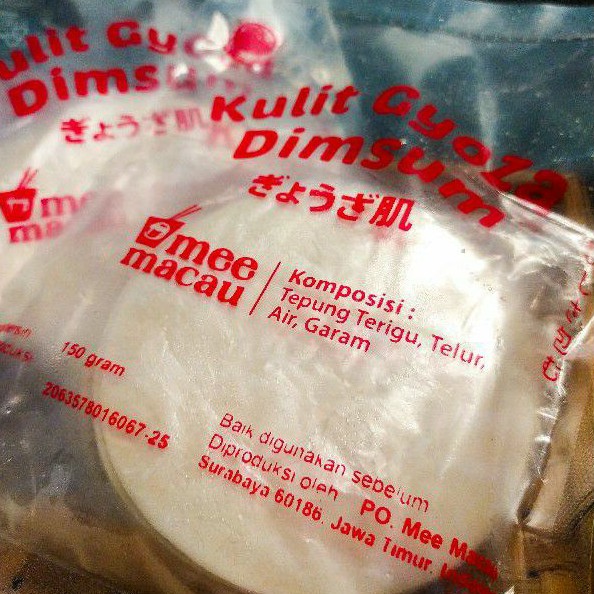 Kulit Gyoza
Dimsum
ぎょうざ肌
mee
macau
Komposisi :
Tepung Terigu, Telur,
Air, Garam
150 gram
2063578016067-25
Baik digunakan sebelum
Diproduksi oleh PO. Mee
Surabaya 60186. Jawa Timur.
Kulit
Dimsum
ぎょうざ肌
macau